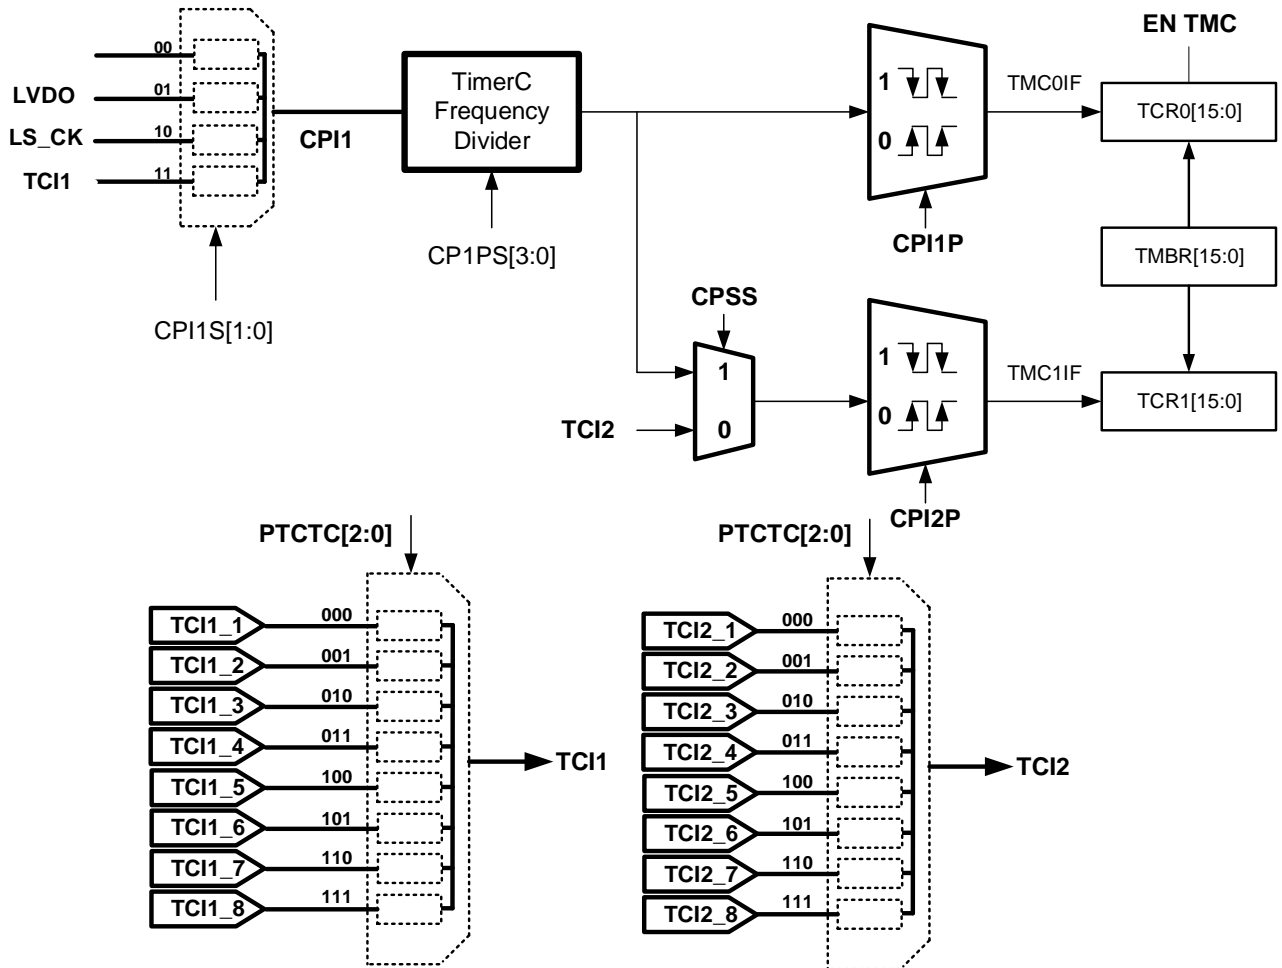 EN TMC
00
LVDO
01
LS_CK
10
TCI1
11
CPI1
TimerC
Frequency
Divider
1
0
TMC0IF
TCR0[15:0]
CPI1P
CP1PS[3:0]
TMBR[15:0]
CPI1S[1:0]
CPSS
1
0
TCI2
1
0
TMC1IF
TCR1[15:0]
CPI2P
PTCTC[2:0]
TCI1_1
000
TCI1_2
001
TCI1_3
010
TCI1_4
011
TCI1_5
100
TCI1_6
101
TCI1_7
110
TCI1_8
111
TCI1
PTCTC[2:0]
TCI2_1
000
TCI2_2
001
TCI2_3
010
TCI2_4
011
TCI2_5
100
TCI2_6
101
TCI2_7
110
TCI2_8
111
TCI2